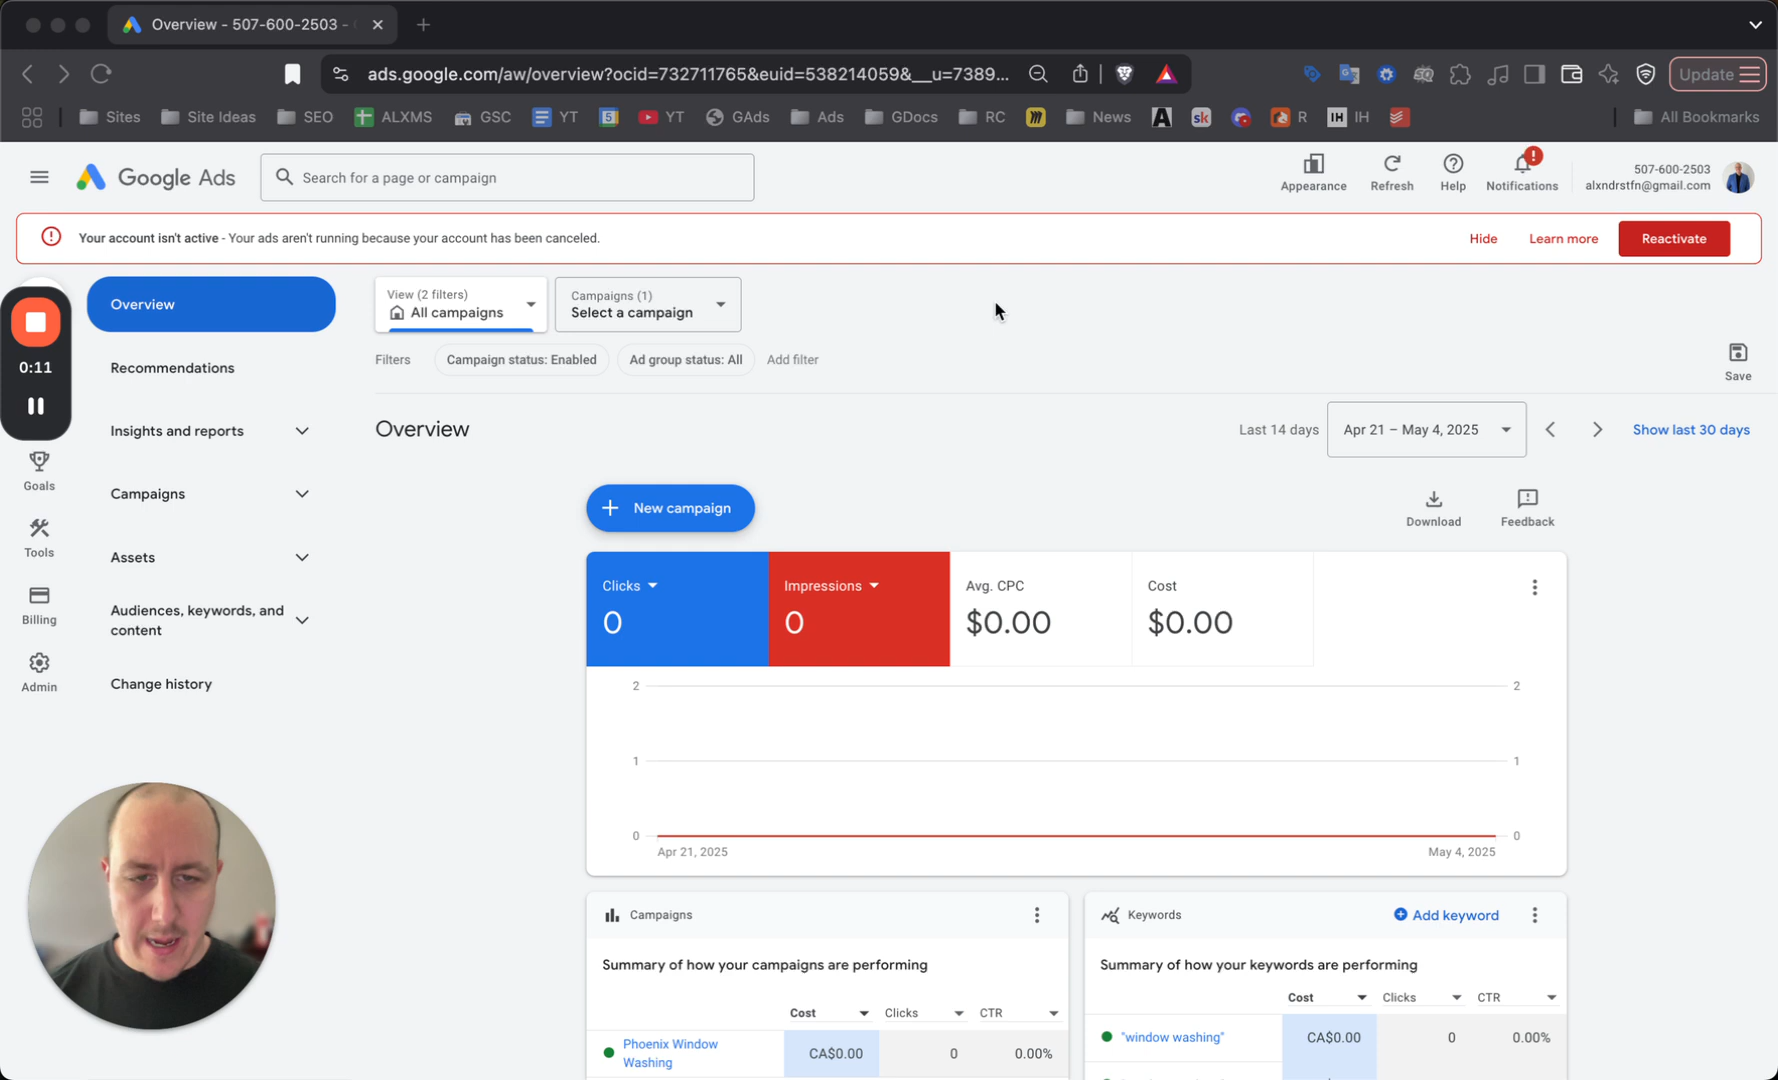 Overview - 507-600-2503 -
ads.google.com/aw/overview?ocid=732711765&euid=538214059&__u=7389...
Update
Sites
Site Ideas
SEO
ALXMS
GSC
YT
5
YT
GAds
Ads
GDocs
RC
News
A
sk
R
IH
IH
All Bookmarks
Google Ads
Search for a page or campaign
Appearance
Refresh
Help
Notifications
507-600-2503
alxndrstfn@gmail.com
Your account isn't active - Your ads aren't running because your account has been canceled.
Hide
Learn more
Reactivate
0:11
Goals
Tools
Billing
Admin
Overview
Recommendations
Insights and reports
Campaigns
Assets
Audiences, keywords, and
content
Change history
View (2 filters)
All campaigns
Campaigns (1)
Select a campaign
Filters
Campaign status: Enabled
Ad group status: All
Add filter
Save
Overview
Last 14 days
Apr 21 – May 4, 2025
Show last 30 days
New campaign
Download
Feedback
Clicks
0
Impressions
0
Avg. CPC
$0.00
Cost
$0.00
2
2
1
1
0
0
Apr 21, 2025
May 4, 2025
Campaigns
Summary of how your campaigns are performing
Cost
Clicks
CTR
Phoenix Window
Washing
CA$0.00
0
0.00%
Keywords
Add keyword
Summary of how your keywords are performing
Cost
Clicks
CTR
"window washing"
CA$0.00
0
0.00%